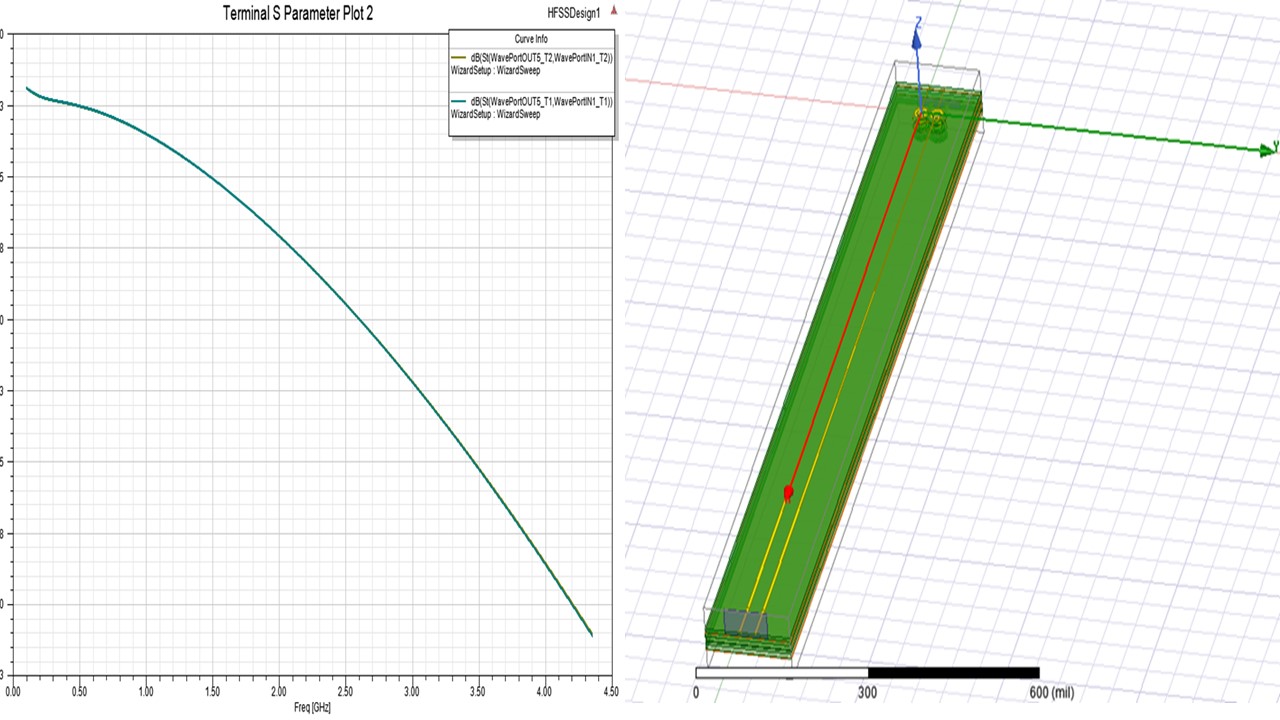 Terminal S Parameter Plot 2
HFSSDesign1
Curve Info
dB(St(WavePortOUT5_T2,WavePortIN1_T2))
WizardSetup : WizardSweep
dB(St(WavePortOUT5_T1,WavePortIN1_T1))
WizardSetup : WizardSweep
0
3
5
8
0
3
5
8
0
3
0.00 0.50 1.00 1.50 2.00 2.50 3.00 3.50 4.00 4.50
Freq [GHz]
Z
Y
0 300 600 (mil)